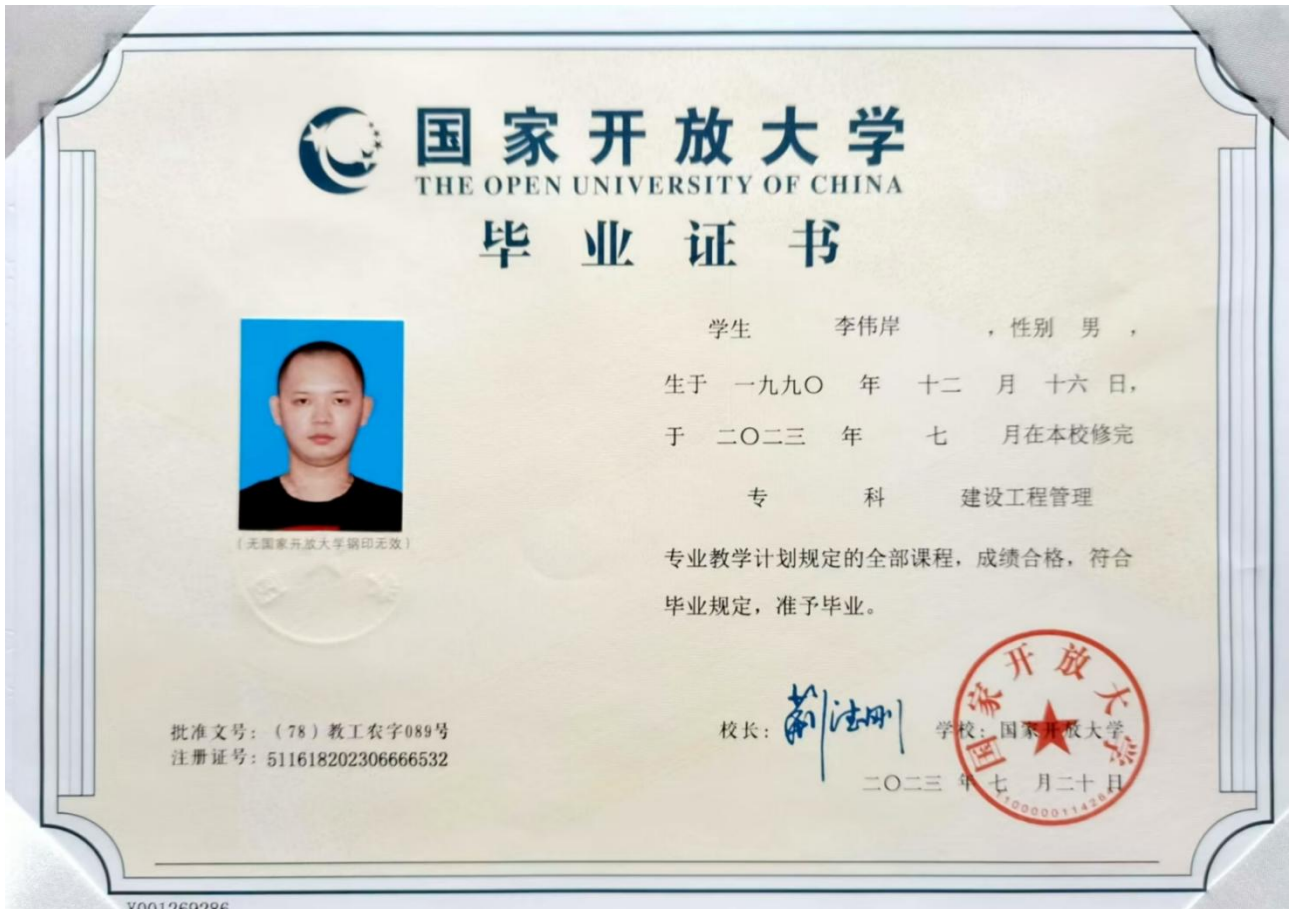 国家开放大学
THE OPEN UNIVERSITY OF CHINA
毕业证书
学生 李伟岸 ，性别 男 ，
生于 一九九〇 年 十二 月 十六 日，
于 二〇二三 年 七 月在本校修完
专 科 建设工程管理
专业教学计划规定的全部课程，成绩合格，符合
毕业规定，准予毕业。
（无国家开放大学钢印无效）
批准文号：（78）教工农字089号
注册证号：511618202306666532
校长： 学校：国家开放大学
二〇二三 年 七 月二十 日
国家开放大学